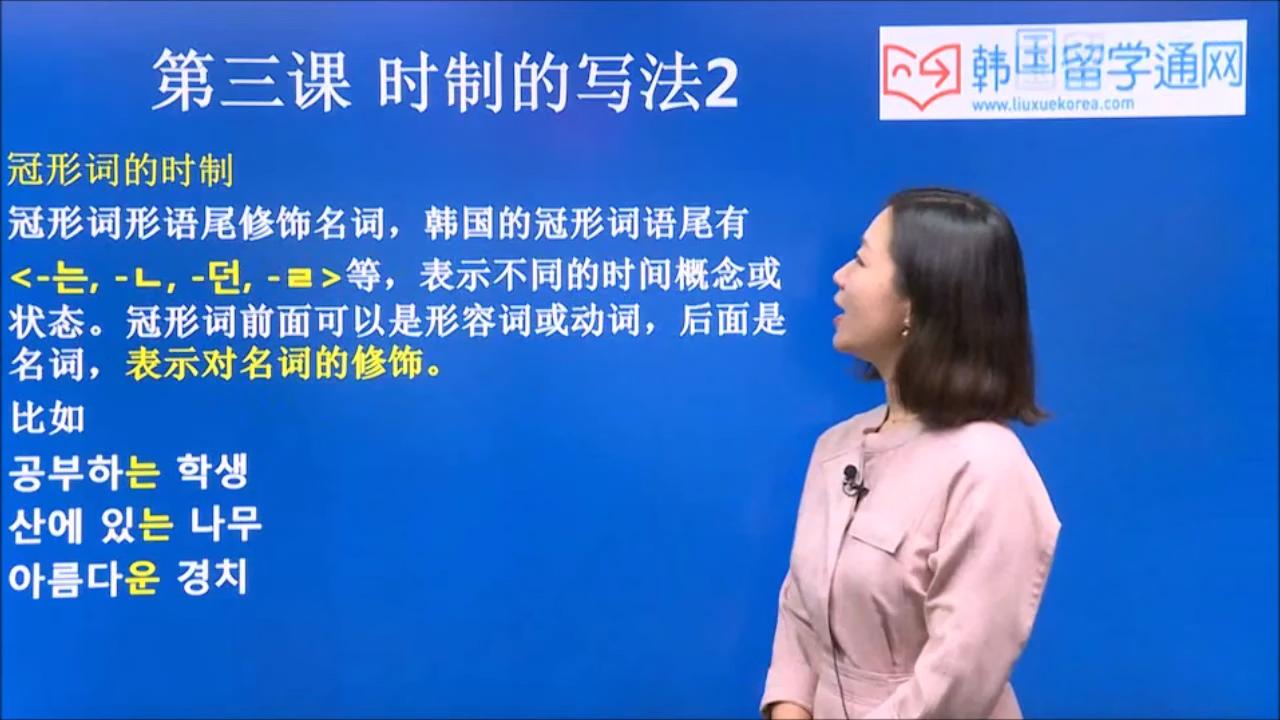 第三课 时制的写法2
韩国留学通网
www.liuxuekorea.com
冠形词的时制
冠形词形语尾修饰名词，韩国的冠形词语尾有
<-는, -ㄴ, -던, -ㄹ>等，表示不同的时间概念或
状态。冠形词前面可以是形容词或动词，后面是
名词，表示对名词的修饰。
比如
공부하는 학생
산에 있는 나무
아름다운 경치